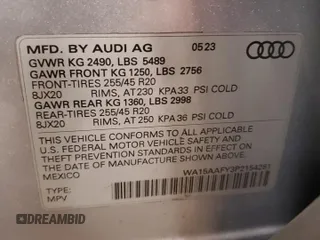 MFD. BY AUDI AG 05 23
GVWR KG 2490, LBS 5489
GAWR FRONT KG 1250, LBS 2756
FRONT-TIRES 255/45 R20
8JX20 RIMS, AT 230 KPA 33 PSI COLD
GAWR REAR KG 1360, LBS 2998
REAR-TIRES 255/45 R20
8JX20 RIMS, AT 250 KPA 36 PSI COLD
THIS VEHICLE CONFORMS TO ALL APPLICABLE
U.S. FEDERAL MOTOR VEHICLE SAFETY AND
THEFT PREVENTION STANDARDS IN EFFECT ON
THE DATE OF MANUFACTURE SHOWN ABOVE.
MEXICO
TYPE:
MPV
DREAMBID